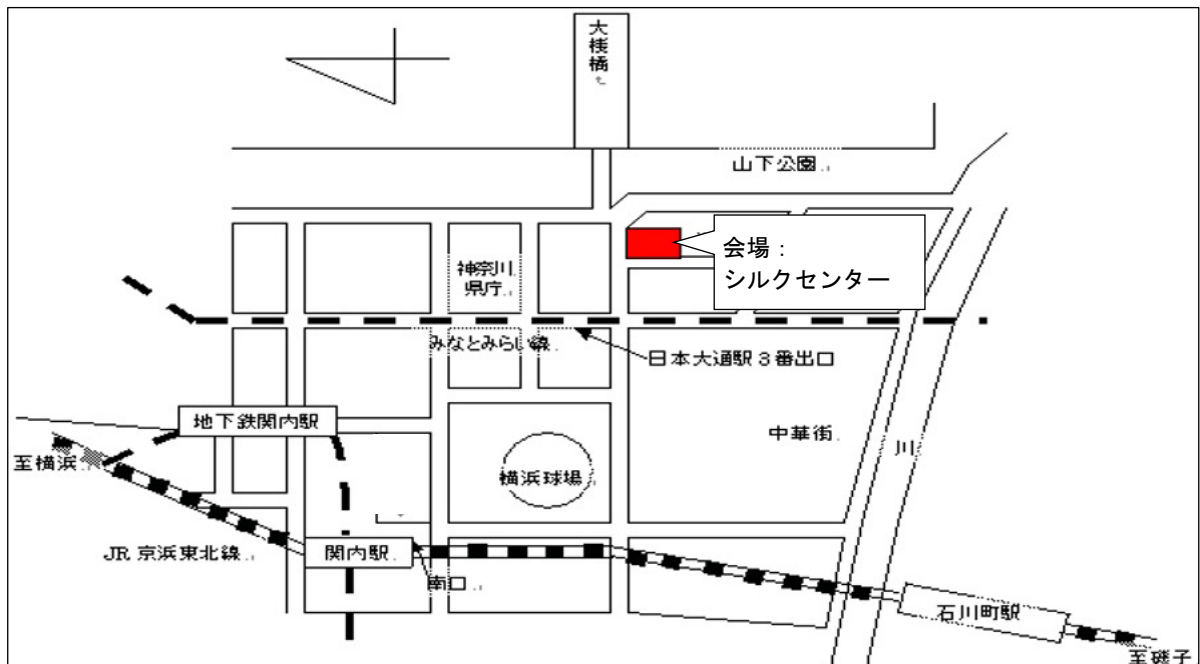 大桟橋
山下公園
会場：
シルクセンター
神奈川
県庁
みなとみらい線
日本大通駅３番出口
地下鉄関内駅
中華街
川
至横浜
横浜球場
JR 京浜東北線
関内駅
南口
石川町駅
至磯子